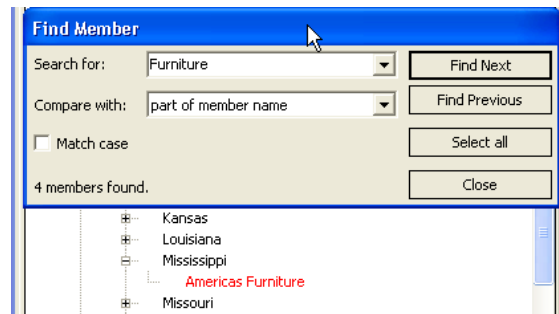 Find Member
Search for: Furniture Find Next
Compare with: part of member name Find Previous
Match case Select all
4 members found. Close
Kansas
Louisiana
Mississippi
Americas Furniture
Missouri